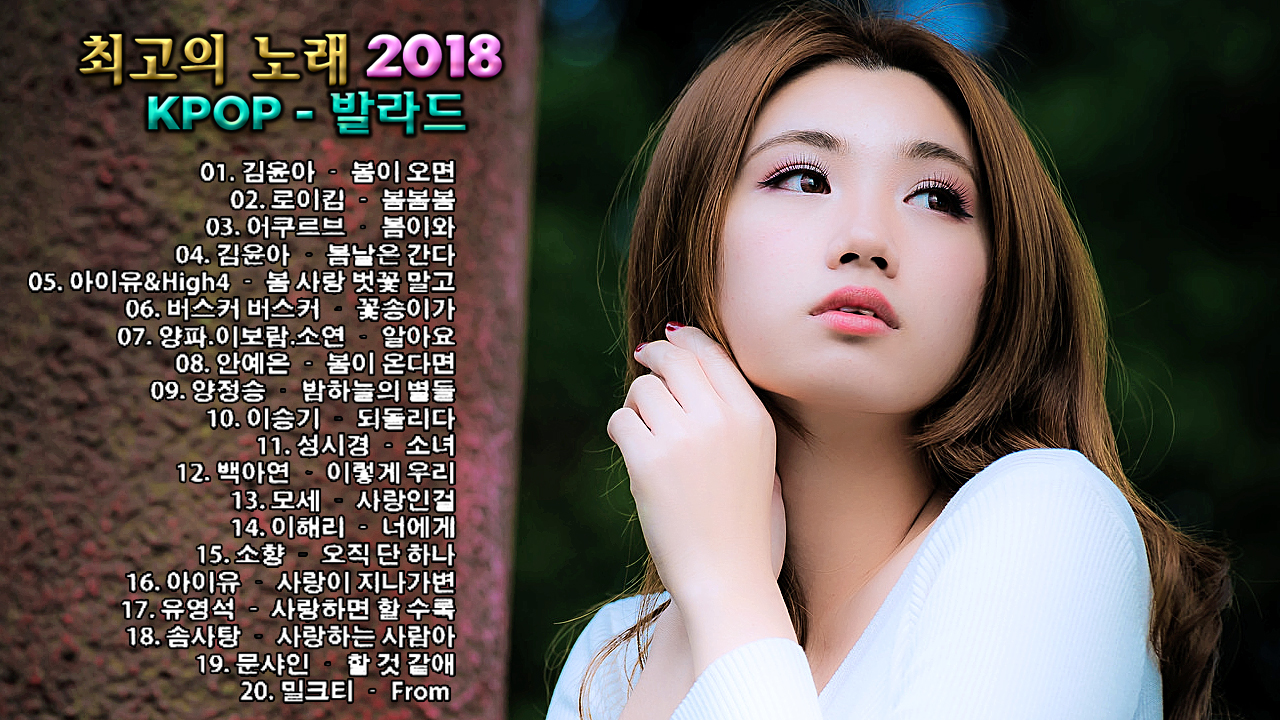 최고의 노래 2018
KPOP - 발라드
01. 김윤아 - 봄이 오면
02. 로이킴 - 봄봄봄
03. 어쿠르브 - 봄이와
04. 김윤아 - 봄날은 간다
05. 아이유&High4 - 봄 사랑 벚꽃 말고
06. 버스커 버스커 - 꽃송이가
07. 양파.이보람.소연 - 알아요
08. 안예은 - 봄이 온다면
09. 양정승 - 밤하늘의 별들
10. 이승기 - 되돌리다
11. 성시경 - 소녀
12. 백아연 - 이렇게 우리
13. 모세 - 사랑인걸
14. 이해리 - 너에게
15. 소향 - 오직 단 하나
16. 아이유 - 사랑이 지나가변
17. 유영석 - 사랑하면 할 수록
18. 솜사탕 - 사랑하는 사람아
19. 문샤인 - 할 것 같애
20. 밀크티 - From